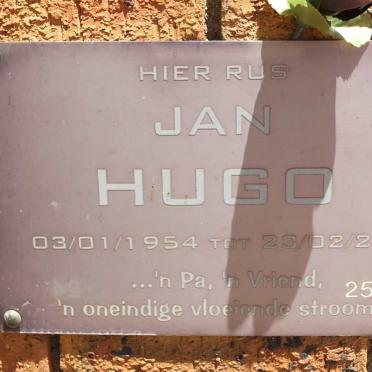 HIER RUS
JAN
HUGO
03/01/1954 TOT 23/02/2
...'n Pa, 'n Vriend,
25
'n oneindige vloeiende stroom